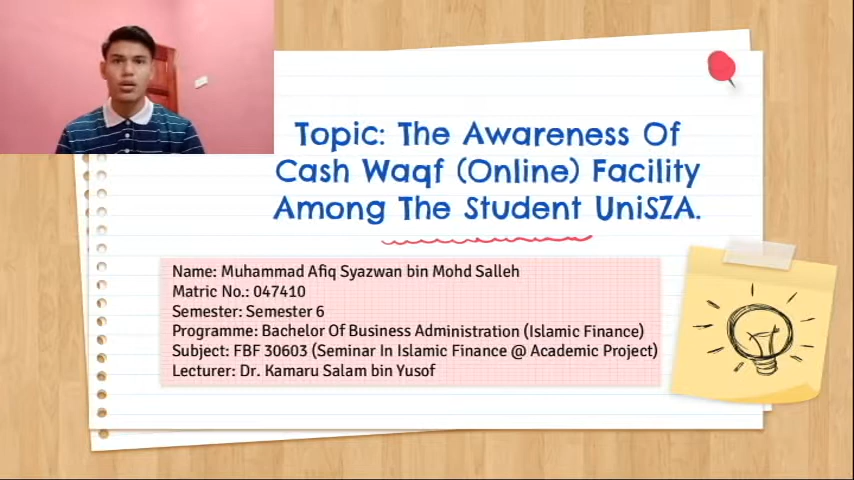 Topic: The Awareness Of
Cash Waqf (Online) Facility
Among The Student UniSZA.
Name: Muhammad Afiq Syazwan bin Mohd Salleh
Matric No.: 047410
Semester: Semester 6
Programme: Bachelor Of Business Administration (Islamic Finance)
Subject: FBF 30603 (Seminar In Islamic Finance @ Academic Project)
Lecturer: Dr. Kamaru Salam bin Yusof